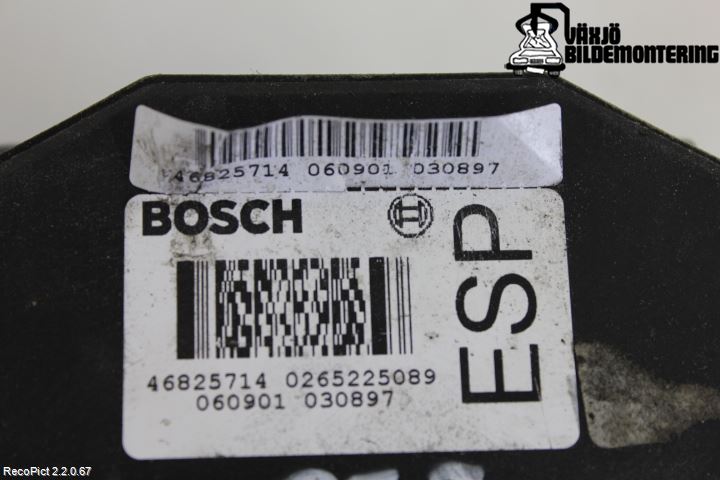 VÄXJÖ
BILDEMONTERING
46825714 060901 030897
BOSCH
ESP
46825714 0265225089
060901 030897
RecoPict 2.2.0.67